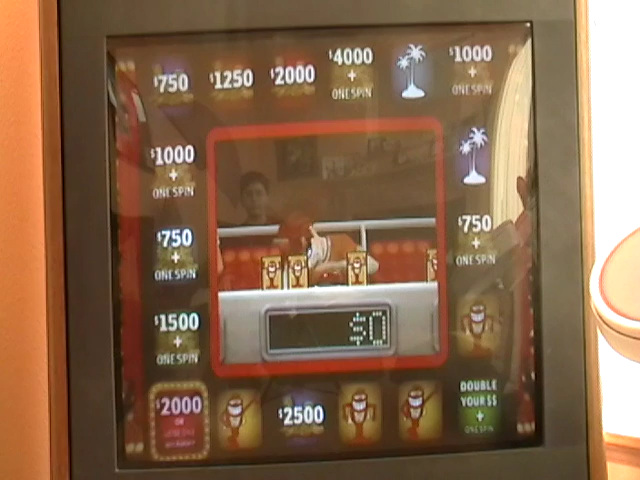 $750
$1250
$2000
$4000
+
ONE SPIN
$1000
+
ONE SPIN
$1000
+
ONE SPIN
$750
+
ONE SPIN
$750
+
ONE SPIN
$1500
+
ONE SPIN
$0
$2000
OR
$2500
DOUBLE
YOUR $$
+
ONE SPIN